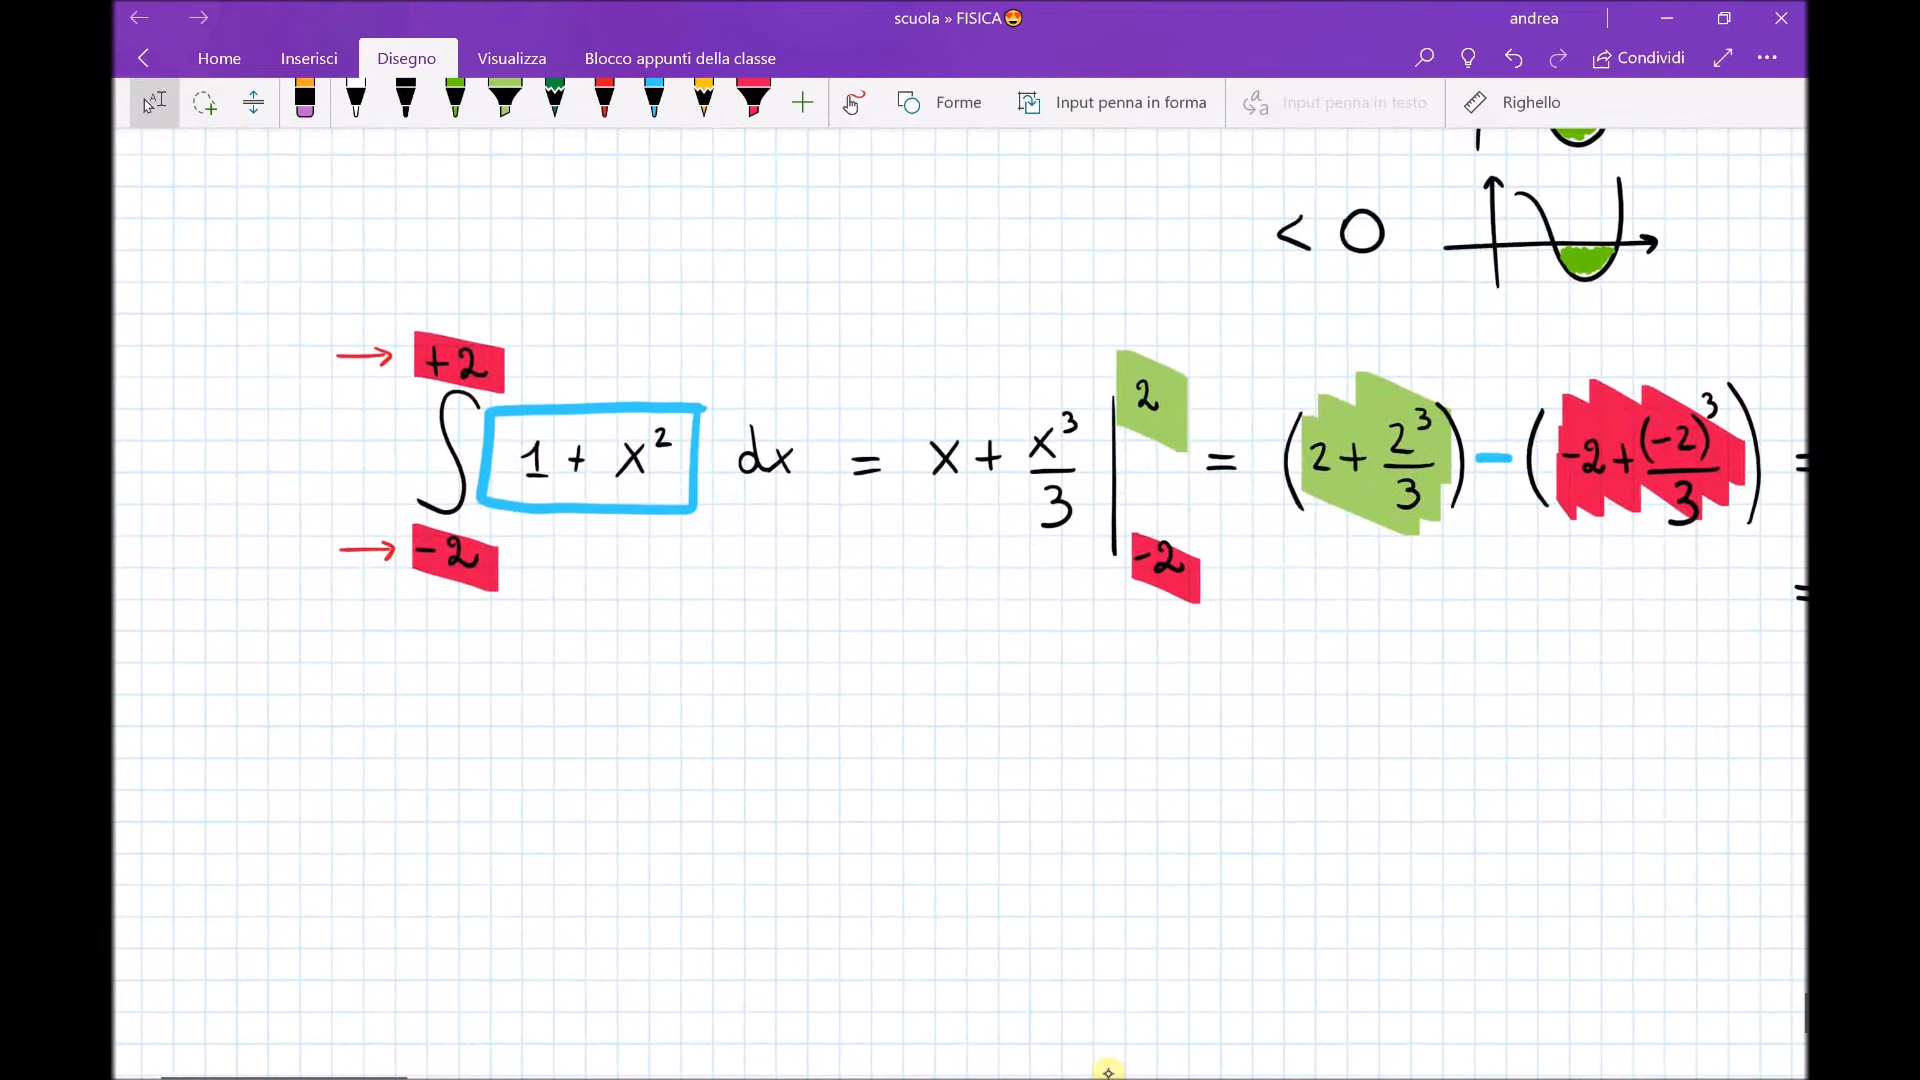 scuola » FISICA😍
andrea
Home Inserisci Disegno Visualizza Blocco appunti della classe
Condividi
Forme Input penna in forma Input penna in testo Righello
< 0
∫_{-2}^{+2} 1 + x² dx = x + x³/3 |_{-2}^{2} = (2 + 2³/3) - (-2 + (-2)³/3) =
=